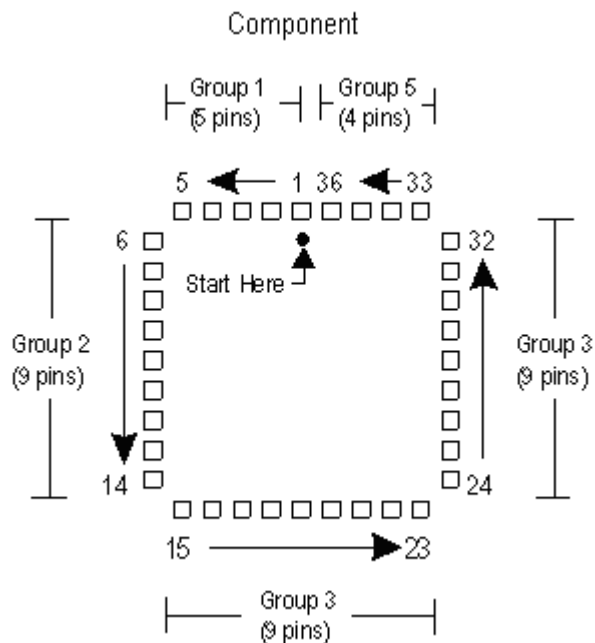 Component
Group 1
(5 pins)
Group 5
(4 pins)
5
1
36
33
6
32
Start Here
Group 2
(9 pins)
Group 3
(9 pins)
14
24
15
23
Group 3
(9 pins)